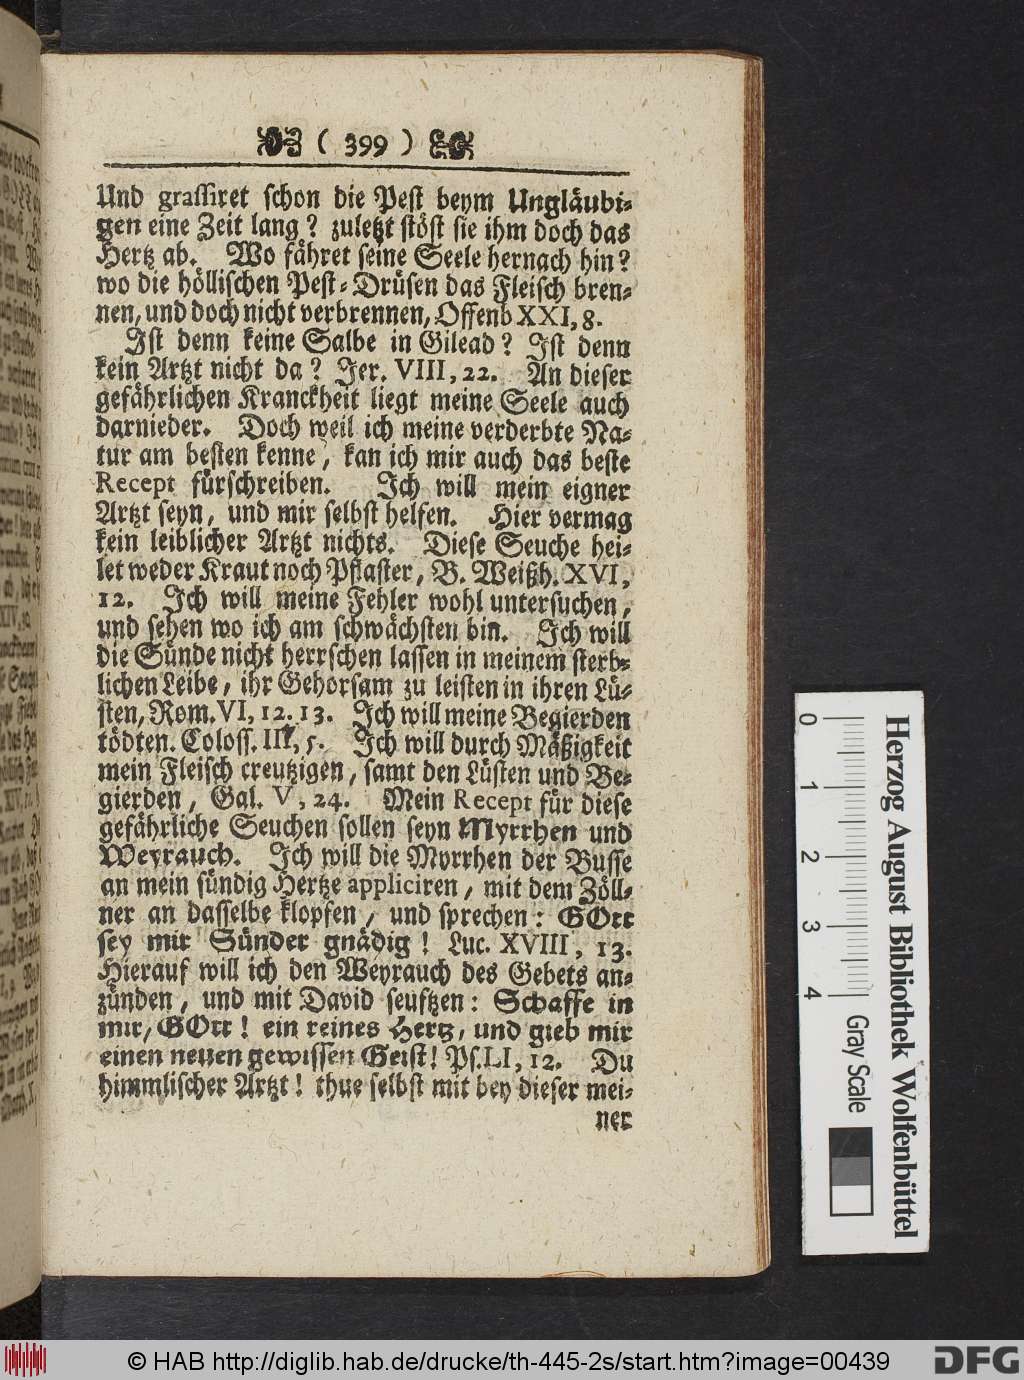 ( 399 )
Und grassiret schon die Pest beym Ungläubi-
gen eine Zeit lang? zuletzt stöst sie ihm doch das
Hertz ab. Wo fähret seine Seele hernach hin?
wo die höllischen Pest-Drüsen das Fleisch bren-
nen, und doch nicht verbrennen, Offenb XXI, 8.
Ist denn keine Salbe in Gilead? Ist denn
kein Artzt nicht da? Jer. VIII, 22. An dieser
gefährlichen Kranckheit liegt meine Seele auch
darnieder. Doch weil ich meine verderbte Na-
tur am besten kenne, kan ich mir auch das beste
Recept fürschreiben. Ich will mein eigner
Artzt seyn, und mir selbst helfen. Hier vermag
kein leiblicher Artzt nichts. Diese Seuche hei-
let weder Kraut noch Pflaster, B. Weißh. XVI,
12. Ich will meine Fehler wohl untersuchen,
und sehen wo ich am schwächsten bin. Ich will
die Sünde nicht herrschen lassen in meinem sterb-
lichen Leibe, ihr Gehorsam zu leisten in ihren Lü-
sten, Rom. VI, 12. 13. Ich will meine Begierden
tödten. Coloss. III, 5. Ich will durch Mäßigkeit
mein Fleisch creutzigen, samt den Lüsten und Be-
gierden, Gal. V, 24. Mein Recept für diese
gefährliche Seuchen sollen seyn Myrrhen und
Weyrauch. Ich will die Myrrhen der Busse
an mein sündig Hertze appliciren, mit dem Zöll-
ner an dasselbe klopfen, und sprechen: GOtt
sey mir Sünder gnädig! Luc. XVIII, 13.
Hierauf will ich den Weyrauch des Gebets an-
zünden, und mit David seuftzen: Schaffe in
mir, GOtt! ein reines Hertz, und gieb mir
einen neuen gewissen Geist! Ps. LI, 12. Du
himmlischer Artzt! thue selbst mit bey dieser mei-
ner
0 1 2 3 4
Gray Scale
Herzog August Bibliothek Wolfenbüttel
© HAB http://diglib.hab.de/drucke/th-445-2s/start.htm?image=00439
DFG